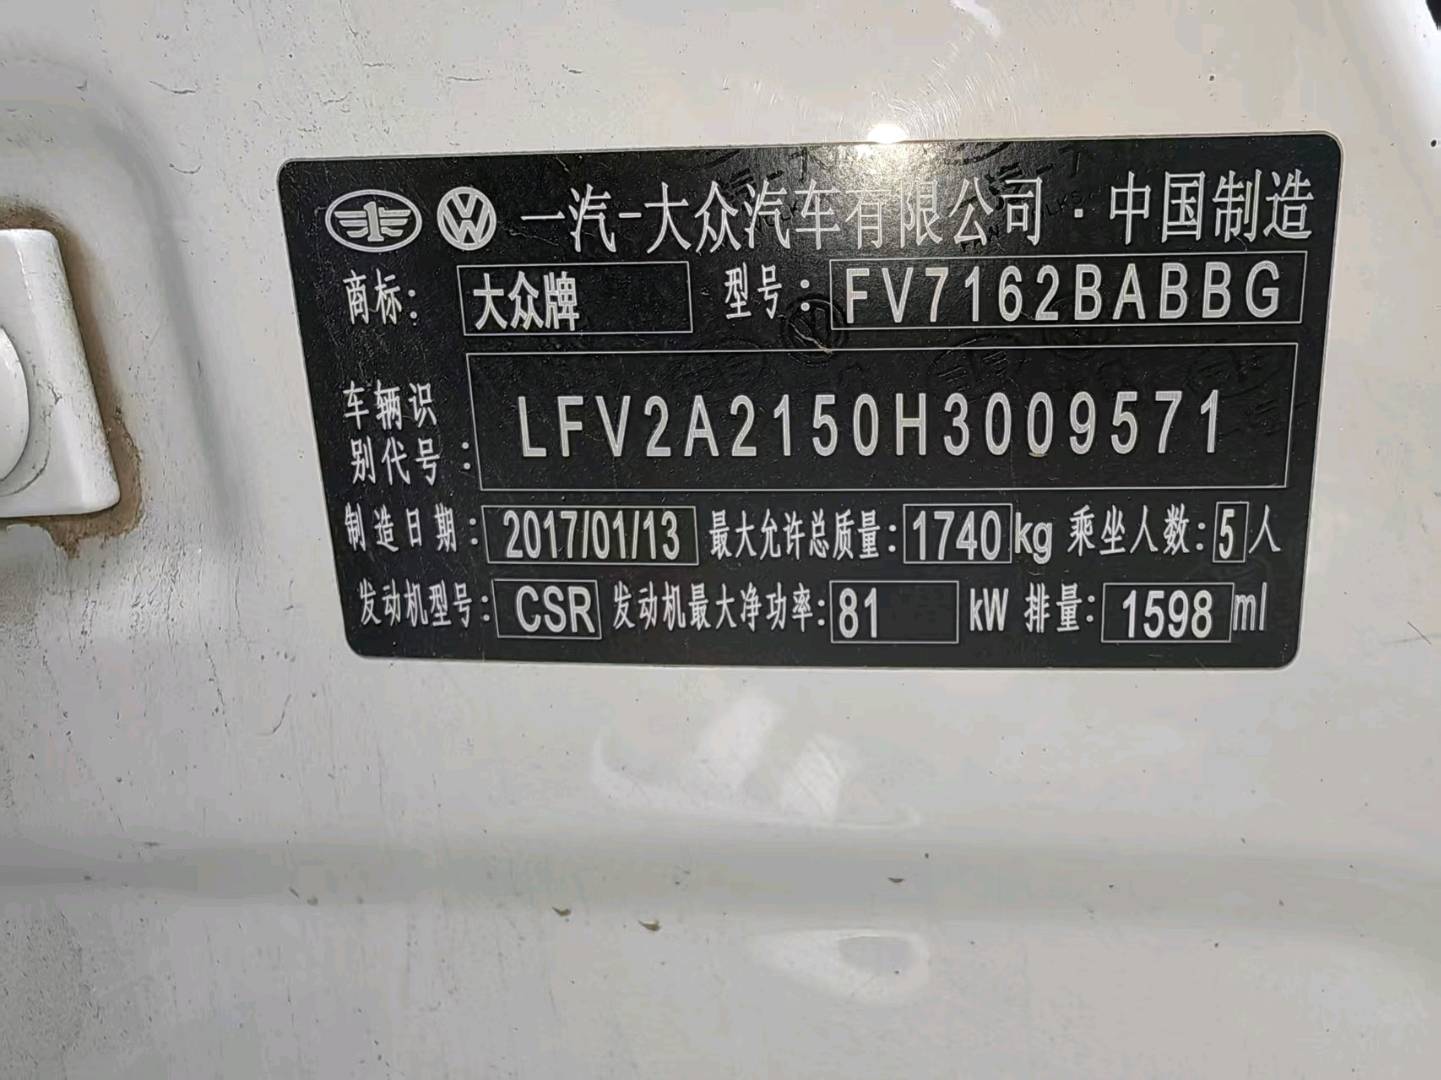 一汽-大众汽车有限公司·中国制造
商标: 大众牌 型号: FV7162BABBG
车辆识
别代号: LFV2A2150H3009571
制造日期: 2017/01/13 最大允许总质量: 1740 kg 乘坐人数: 5 人
发动机型号: CSR 发动机最大净功率: 81 kW 排量: 1598 ml